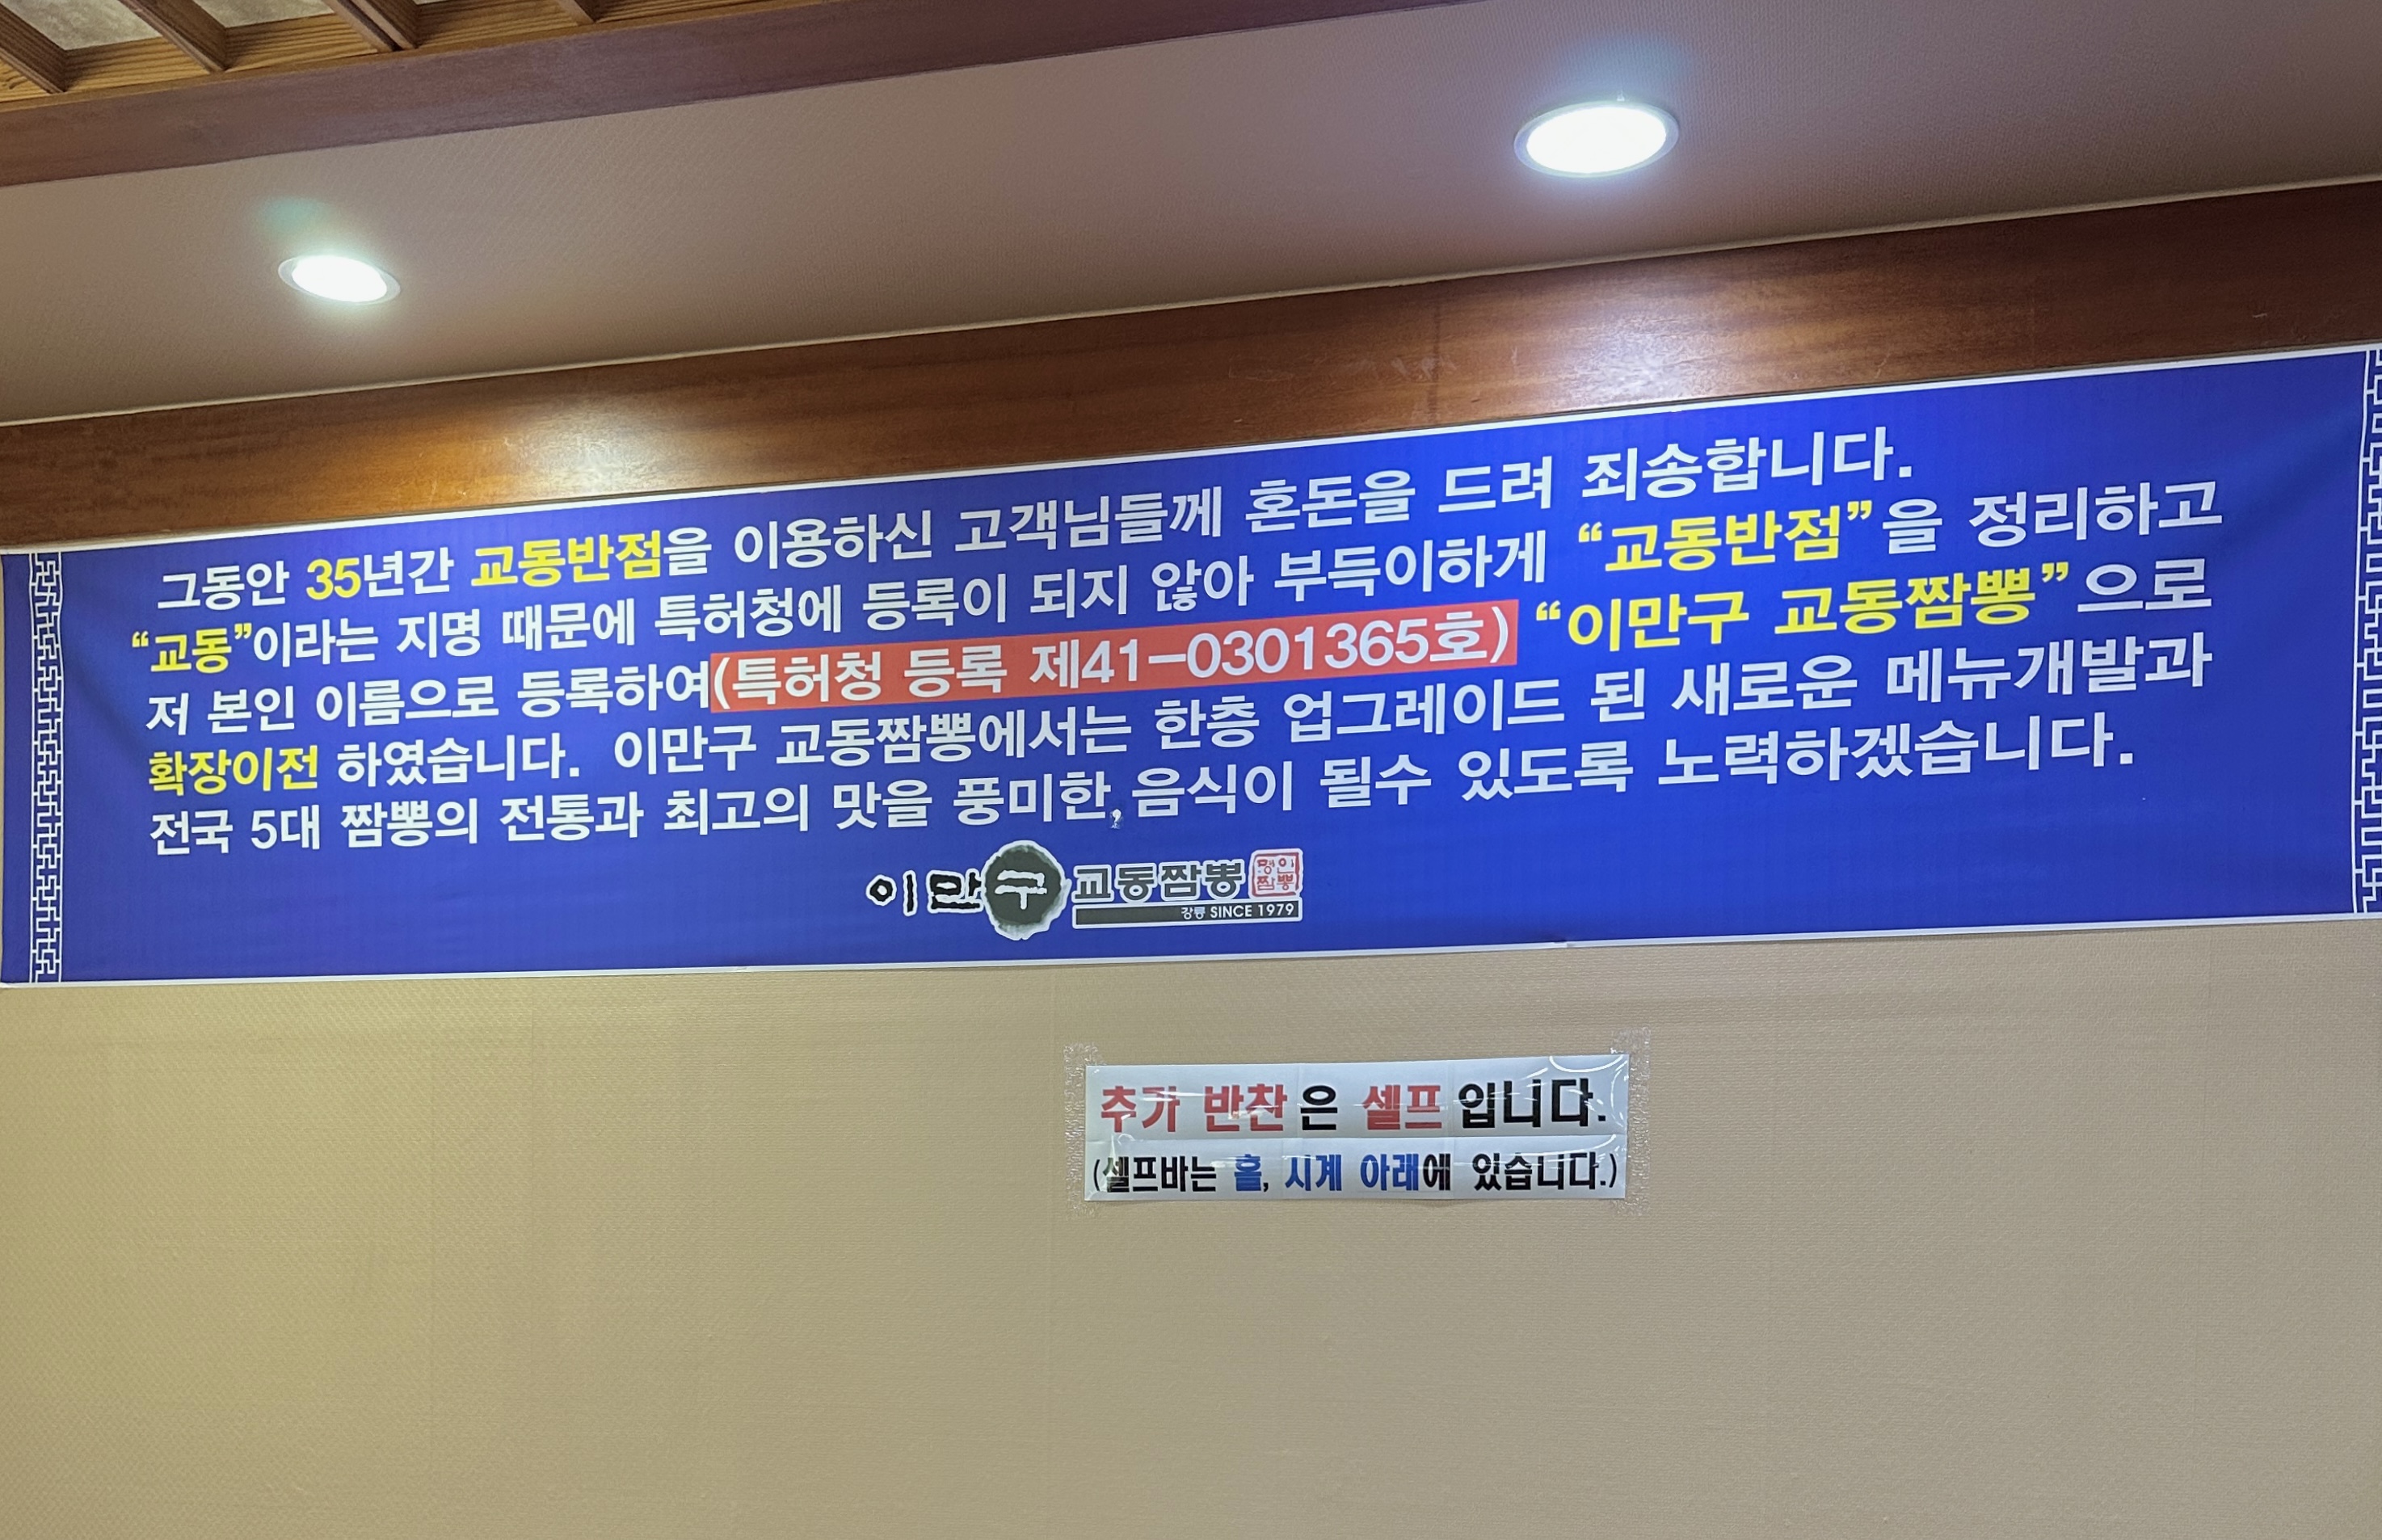 그동안 35년간 교동반점을 이용하신 고객님들께 혼돈을 드려 죄송합니다.
“교동”이라는 지명 때문에 특허청에 등록이 되지 않아 부득이하게 “교동반점”을 정리하고
저 본인 이름으로 등록하여(특허청 등록 제41-0301365호) “이만구 교동짬뽕”으로
확장이전 하였습니다. 이만구 교동짬뽕에서는 한층 업그레이드 된 새로운 메뉴개발과
전국 5대 짬뽕의 전통과 최고의 맛을 풍미한, 음식이 될수 있도록 노력하겠습니다.
이만구 교동짬뽕 명인짬뽕
강릉 SINCE 1979
추가 반찬은 셀프입니다.
(셀프바는 홀, 시계 아래에 있습니다.)